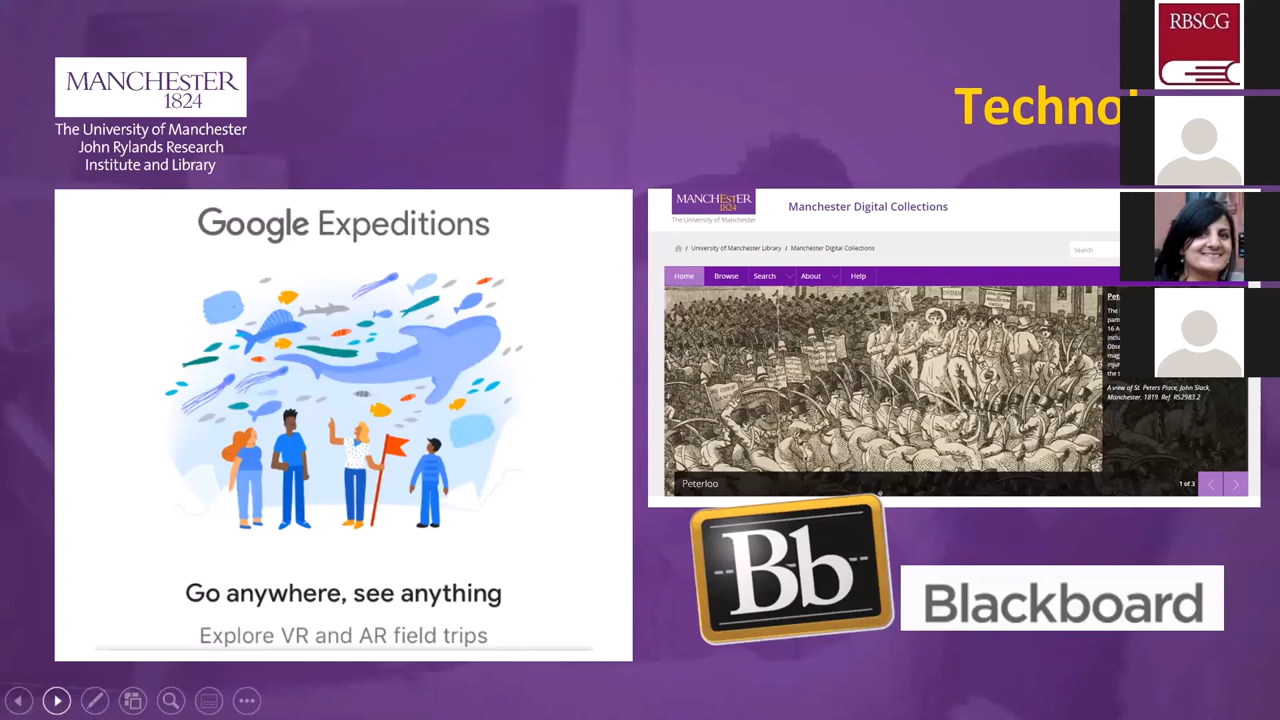 MANCHESTER
1824
The University of Manchester
John Rylands Research
Institute and Library
Techno
RBSCG
Google Expeditions
Go anywhere, see anything
Explore VR and AR field trips
MANCHESTER
1824
The University of Manchester
Manchester Digital Collections
/ University of Manchester Library / Manchester Digital Collections
Search
Home Browse Search About Help
A view of St. Peters Place, John Slack,
Manchester, 1819. Ref R52983.2
Peterloo
1 of 3
Bb
Blackboard